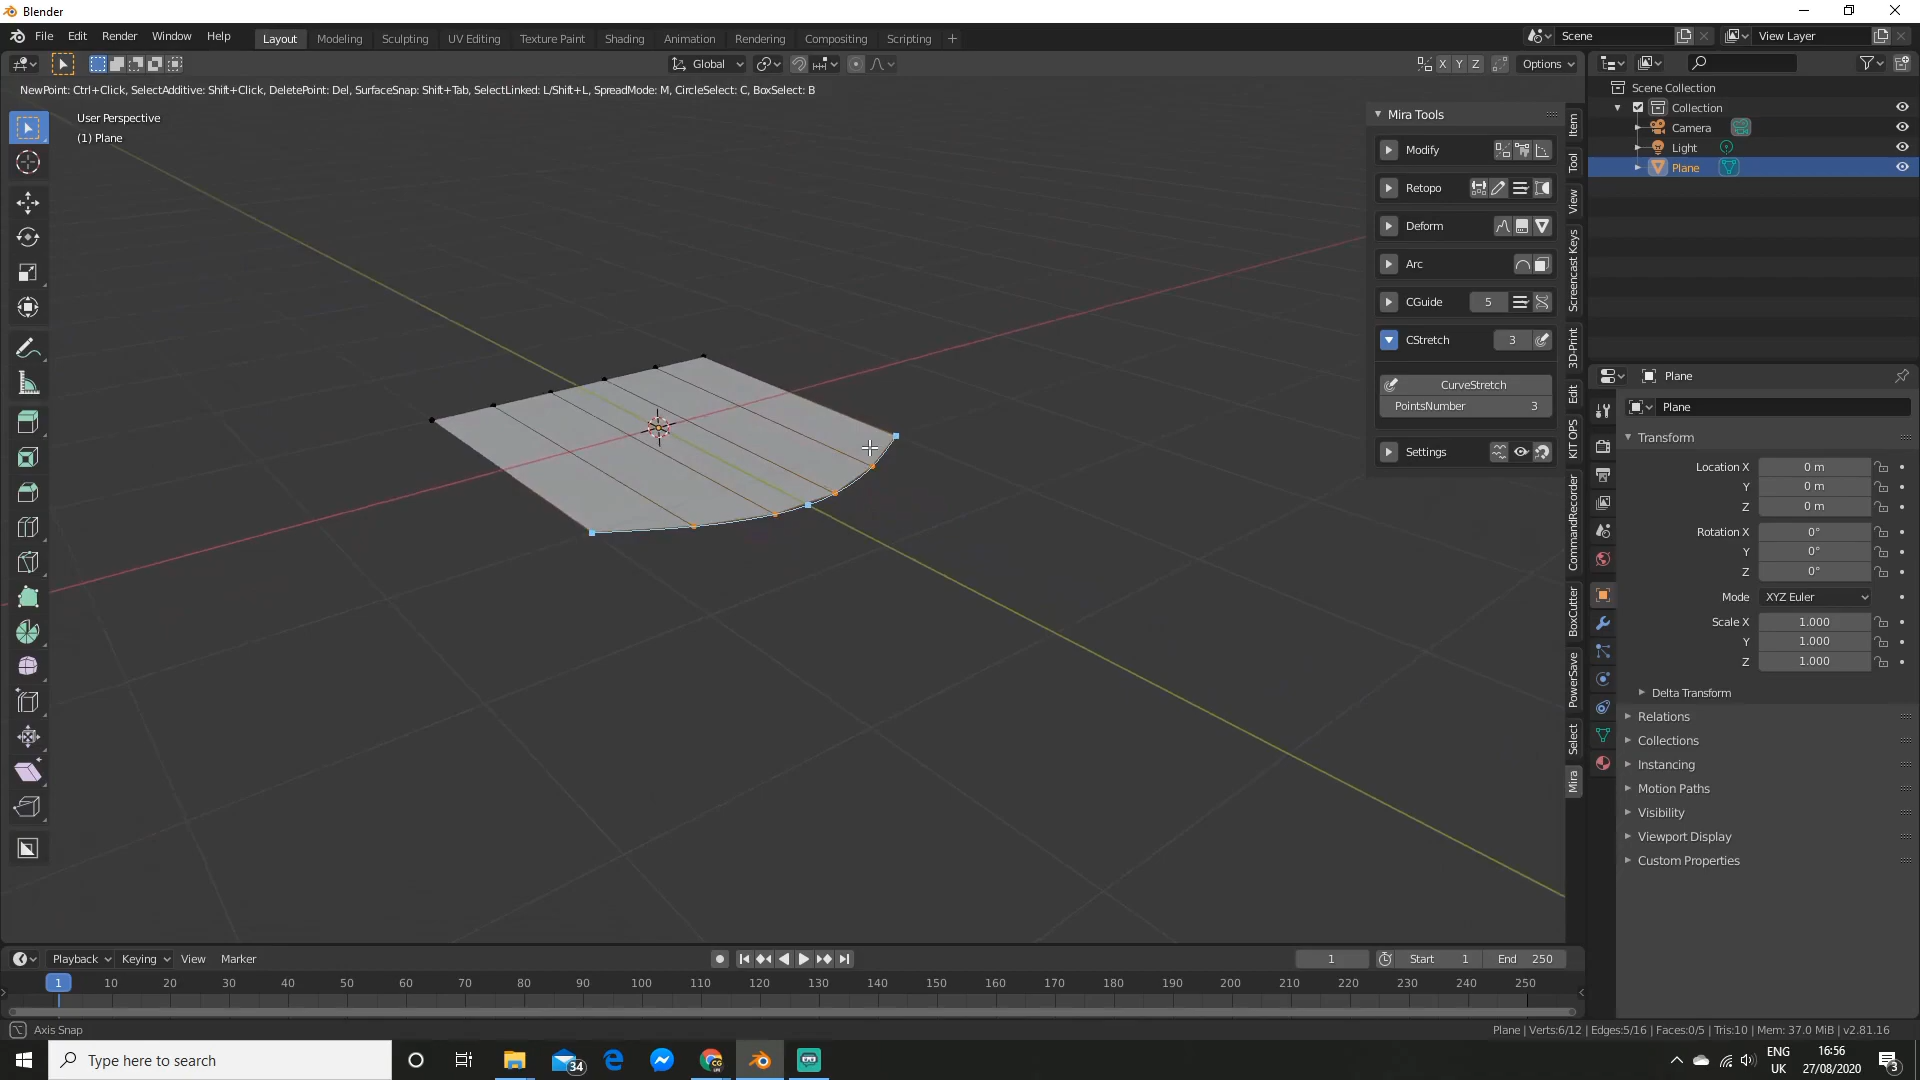 Blender
File Edit Render Window Help
Layout Modeling Sculpting UV Editing Texture Paint Shading Animation Rendering Compositing Scripting
Scene
View Layer
Global
X Y Z Options
NewPoint: Ctrl+Click, SelectAdditive: Shift+Click, DeletePoint: Del, SurfaceSnap: Shift+Tab, SelectLinked: L/Shift+L, SpreadMode: M, CircleSelect: C, BoxSelect: B
User Perspective
(1) Plane
Mira Tools
Modify
Retopo
Deform
Arc
CGuide 5
CStretch 3
CurveStretch
PointsNumber 3
Settings
Item
Tool
View
Screencast Keys
3D-Print
Edit
KIT OPS
CommandRecorder
BoxCutter
PowerSave
Select
Mira
Scene Collection
Collection
Camera
Light
Plane
Plane
Plane
Transform
Location X 0 m
Y 0 m
Z 0 m
Rotation X 0°
Y 0°
Z 0°
Mode XYZ Euler
Scale X 1.000
Y 1.000
Z 1.000
Delta Transform
Relations
Collections
Instancing
Motion Paths
Visibility
Viewport Display
Custom Properties
Playback Keying View Marker
1 Start 1 End 250
1 10 20 30 40 50 60 70 80 90 100 110 120 130 140 150 160 170 180 190 200 210 220 230 240 250
Axis Snap
Plane | Verts:6/12 | Edges:5/16 | Faces:0/5 | Tris:10 | Mem: 37.0 MiB | v2.81.16
Type here to search
34
CG
ENG
UK
16:56
27/08/2020
3